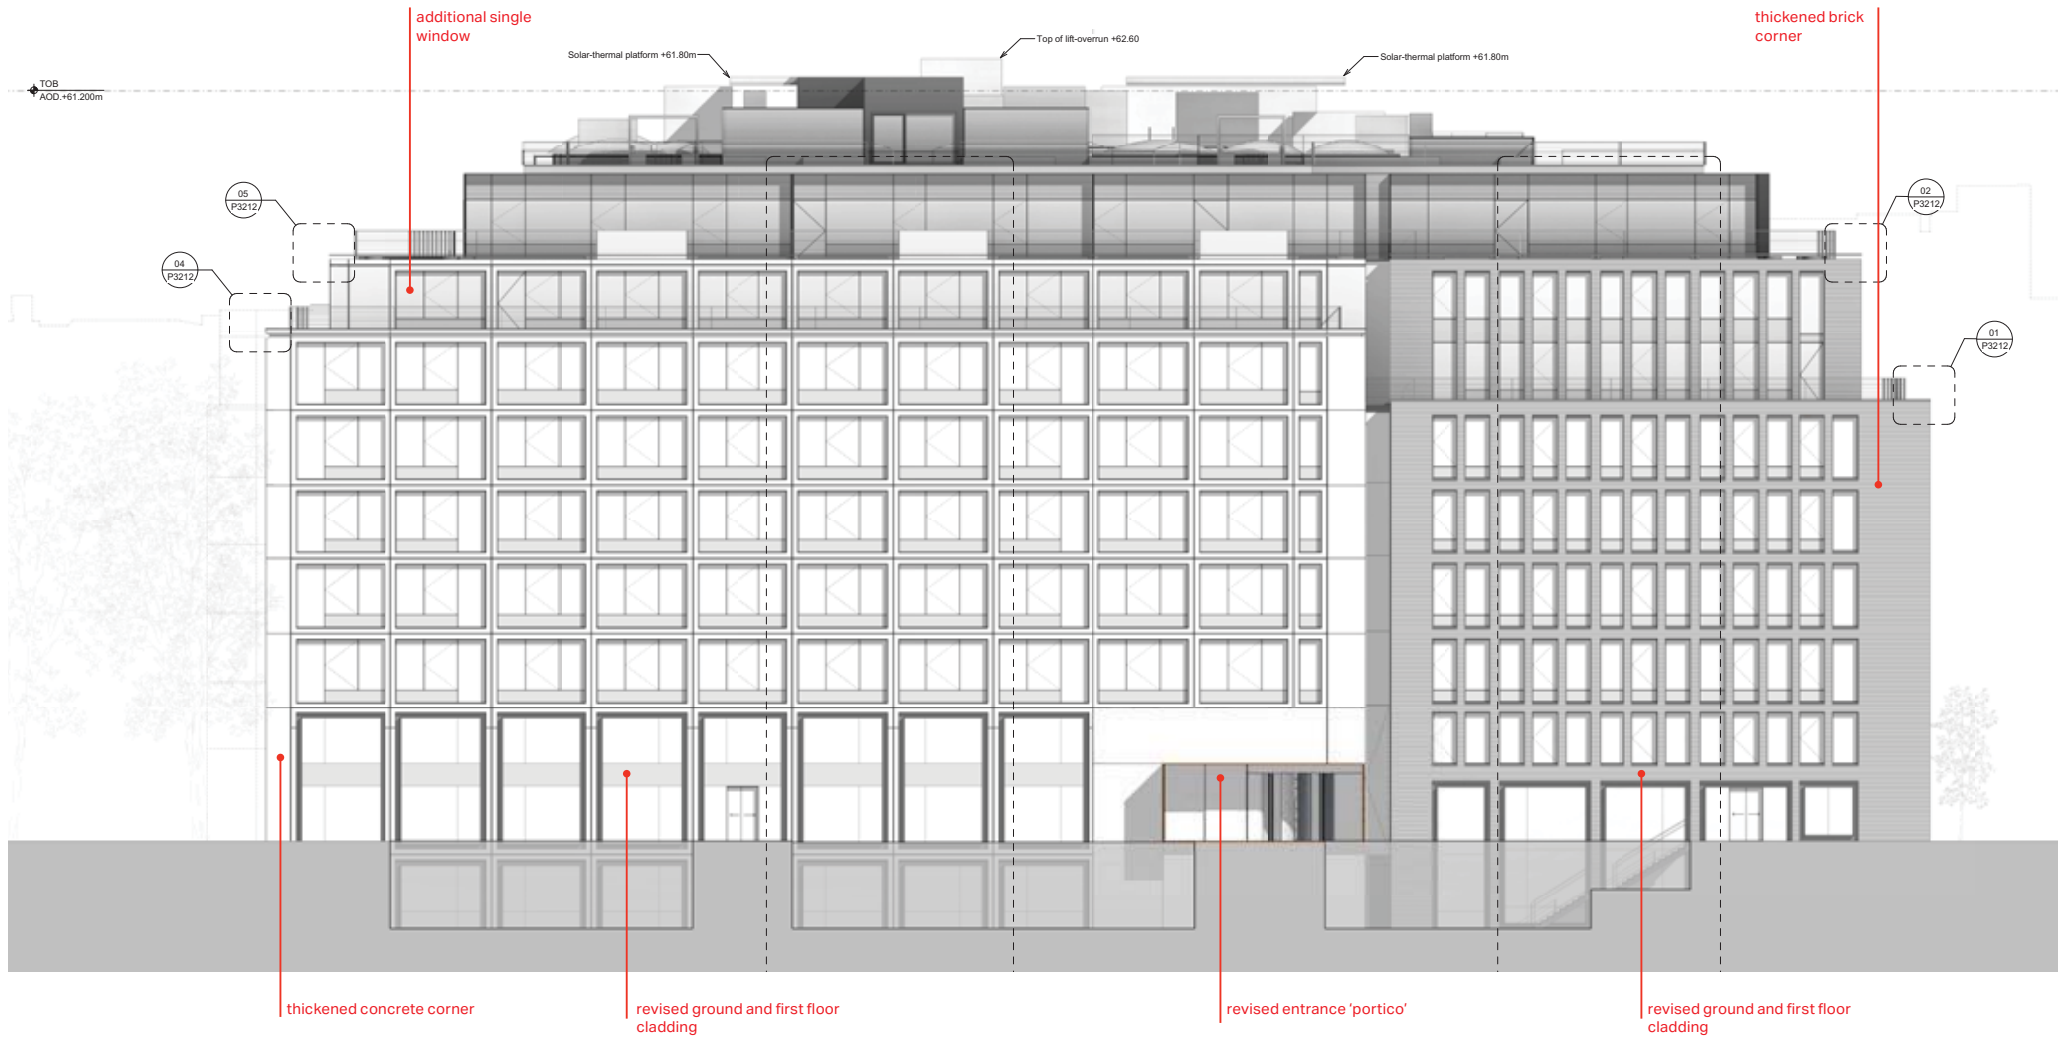 additional single
window
thickened brick
corner
Solar-thermal platform +61.80m
Top of lift-overrun +62.60
Solar-thermal platform +61.80m
TOB
AOD.+61.200m
05
P3212
02
P3212
04
P3212
01
P3212
thickened concrete corner
revised ground and first floor
cladding
revised entrance ‘portico’
revised ground and first floor
cladding